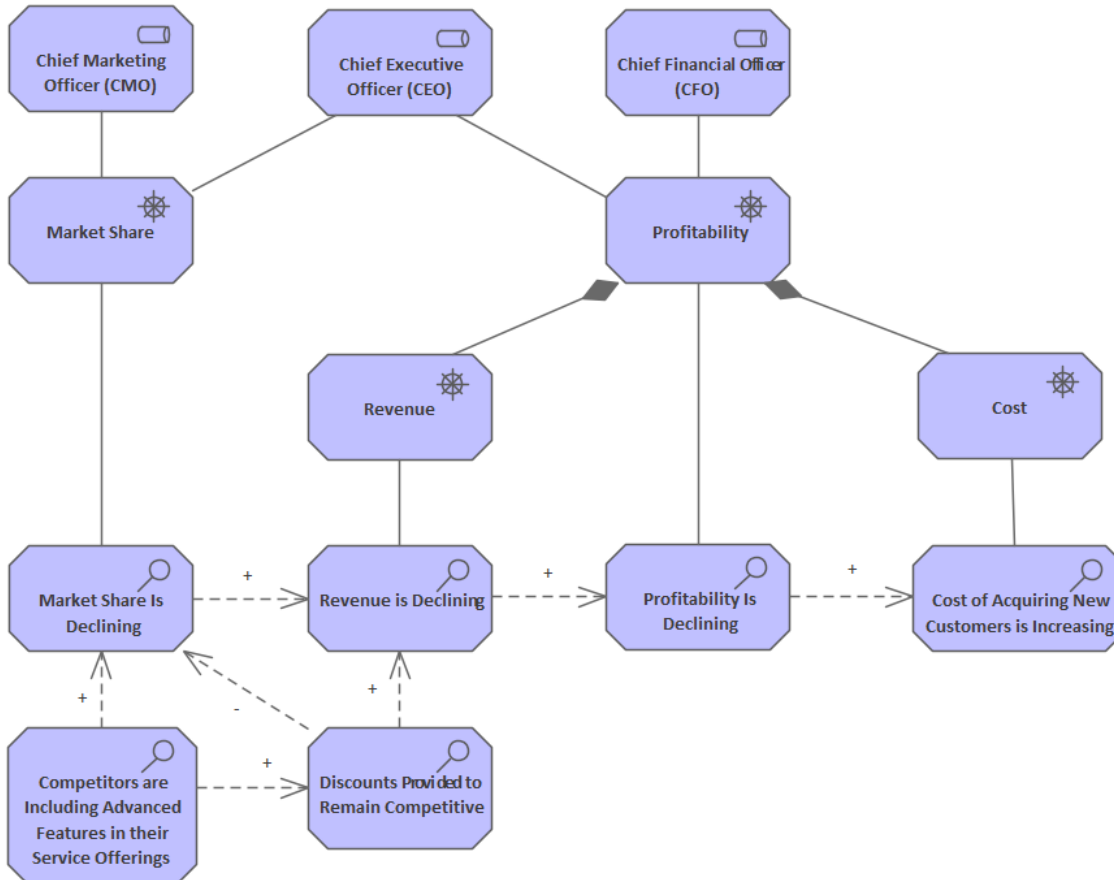 Chief Marketing
Officer (CMO)
Chief Executive
Officer (CEO)
Chief Financial Officer
(CFO)
Market Share
Profitability
Revenue
Cost
Market Share Is
Declining
+
Revenue is Declining
+
Profitability Is
Declining
+
Cost of Acquiring New
Customers is Increasing
+
-
+
Competitors are
Including Advanced
Features in their
Service Offerings
+
Discounts Provided to
Remain Competitive